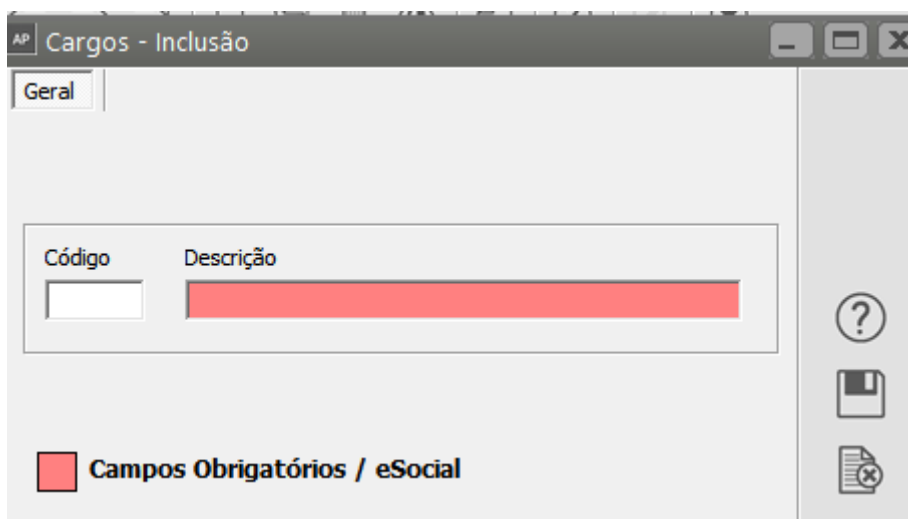 AP Cargos - Inclusão
Geral
Código Descrição
?
Campos Obrigatórios / eSocial